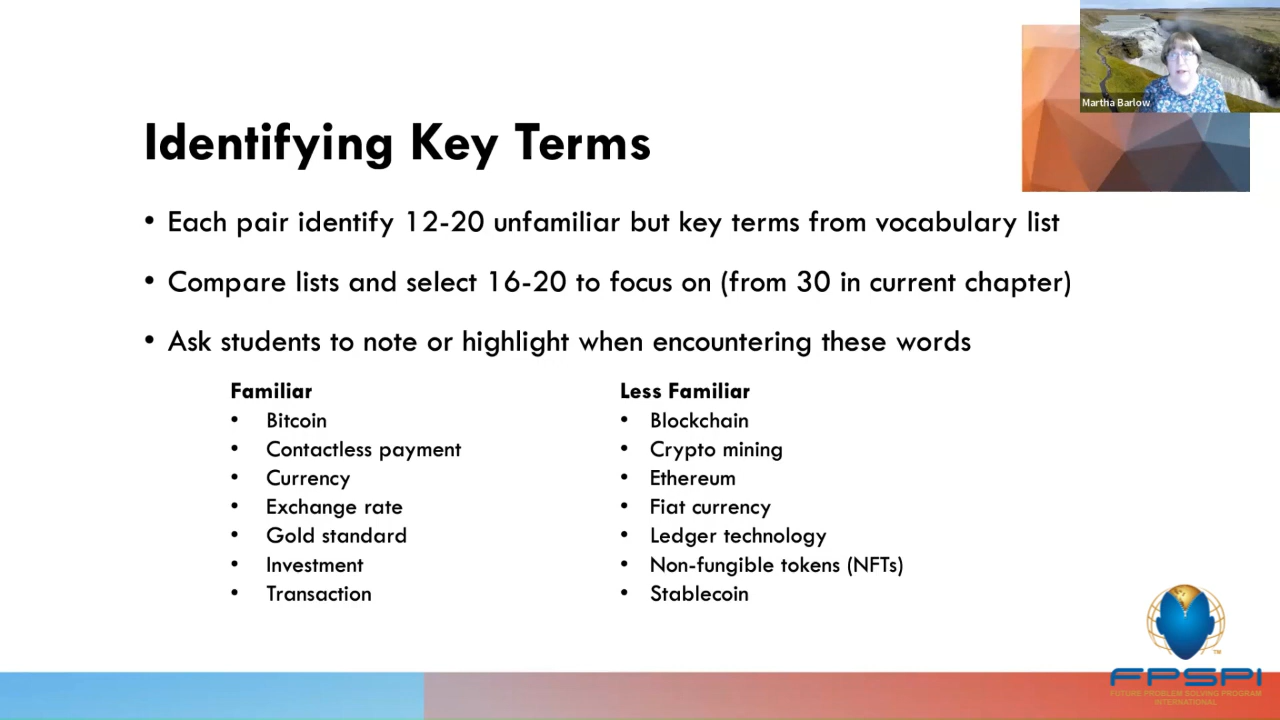 Martha Barlow
Identifying Key Terms
• Each pair identify 12-20 unfamiliar but key terms from vocabulary list
• Compare lists and select 16-20 to focus on (from 30 in current chapter)
• Ask students to note or highlight when encountering these words
Familiar
• Bitcoin
• Contactless payment
• Currency
• Exchange rate
• Gold standard
• Investment
• Transaction
Less Familiar
• Blockchain
• Crypto mining
• Ethereum
• Fiat currency
• Ledger technology
• Non-fungible tokens (NFTs)
• Stablecoin
TM
FPSPI
FUTURE PROBLEM SOLVING PROGRAM
INTERNATIONAL